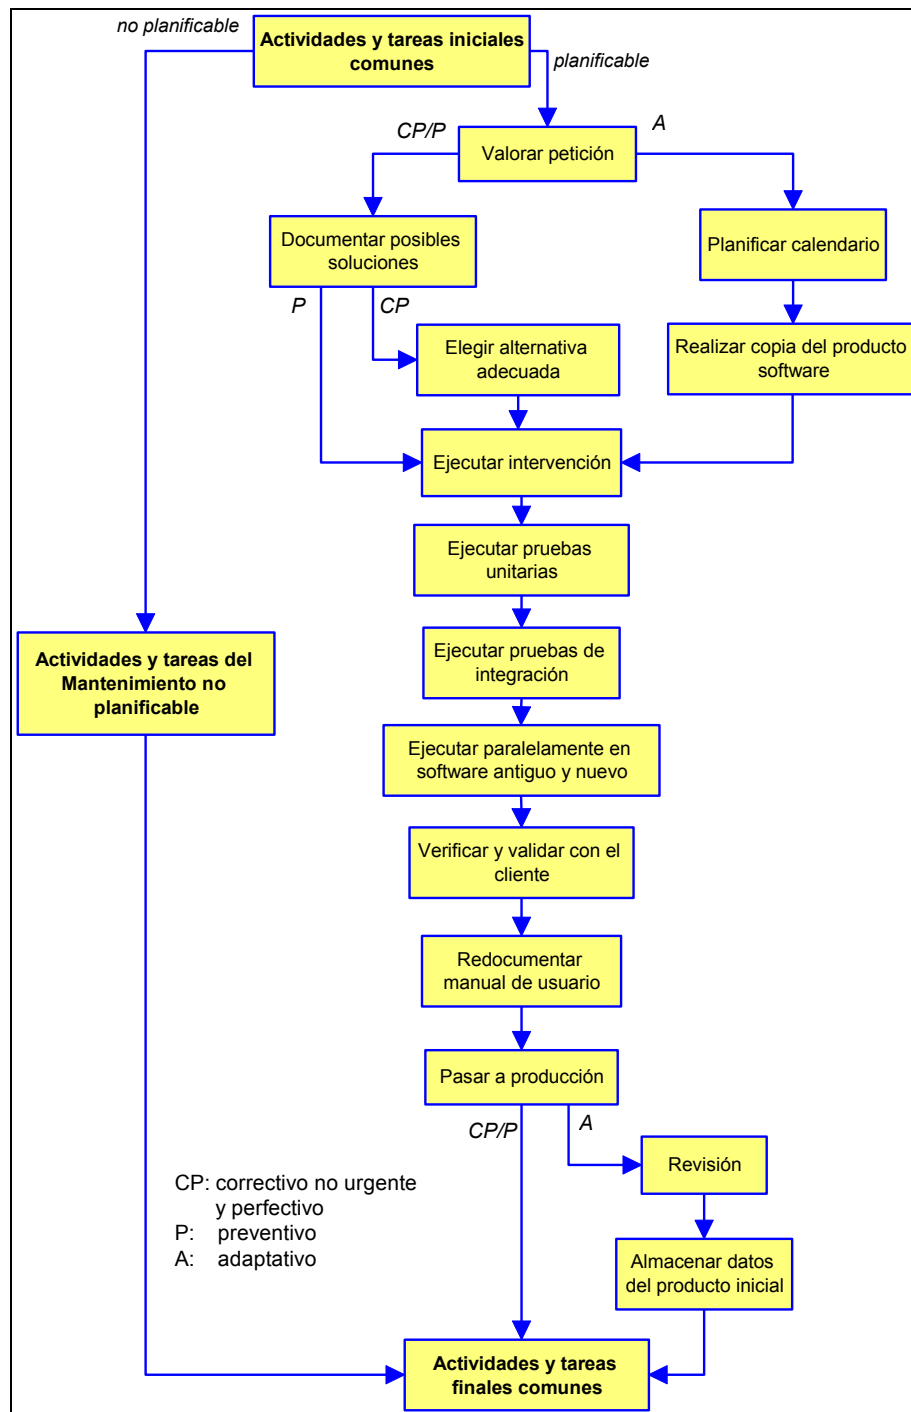 no planificable
Actividades y tareas iniciales
comunes
planificable
CP/P
A
Valorar petición
Documentar posibles
soluciones
Planificar calendario
P
CP
Elegir alternativa
adecuada
Realizar copia del producto
software
Ejecutar intervención
Ejecutar pruebas
unitarias
Ejecutar pruebas de
integración
Actividades y tareas del
Mantenimiento no
planificable
Ejecutar paralelamente en
software antiguo y nuevo
Verificar y validar con el
cliente
Redocumentar
manual de usuario
Pasar a producción
CP/P
A
Revisión
CP: correctivo no urgente
y perfectivo
P: preventivo
A: adaptativo
Almacenar datos
del producto inicial
Actividades y tareas
finales comunes